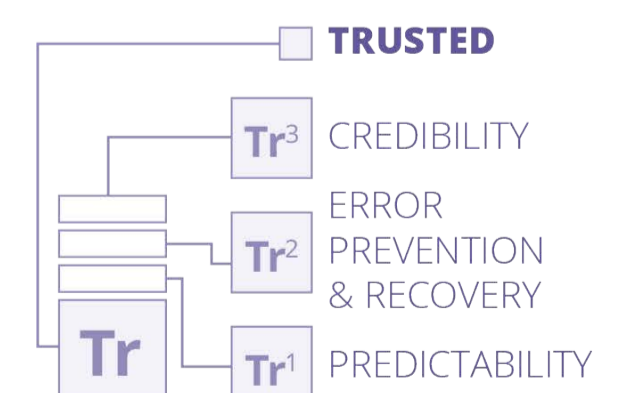 TRUSTED
Tr³ CREDIBILITY
ERROR
Tr² PREVENTION
& RECOVERY
Tr
Tr¹ PREDICTABILITY